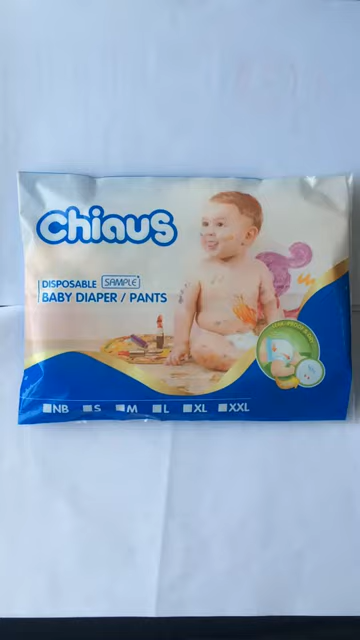 Chiaus
DISPOSABLE SAMPLE
BABY DIAPER / PANTS
NB S M L XL XXL